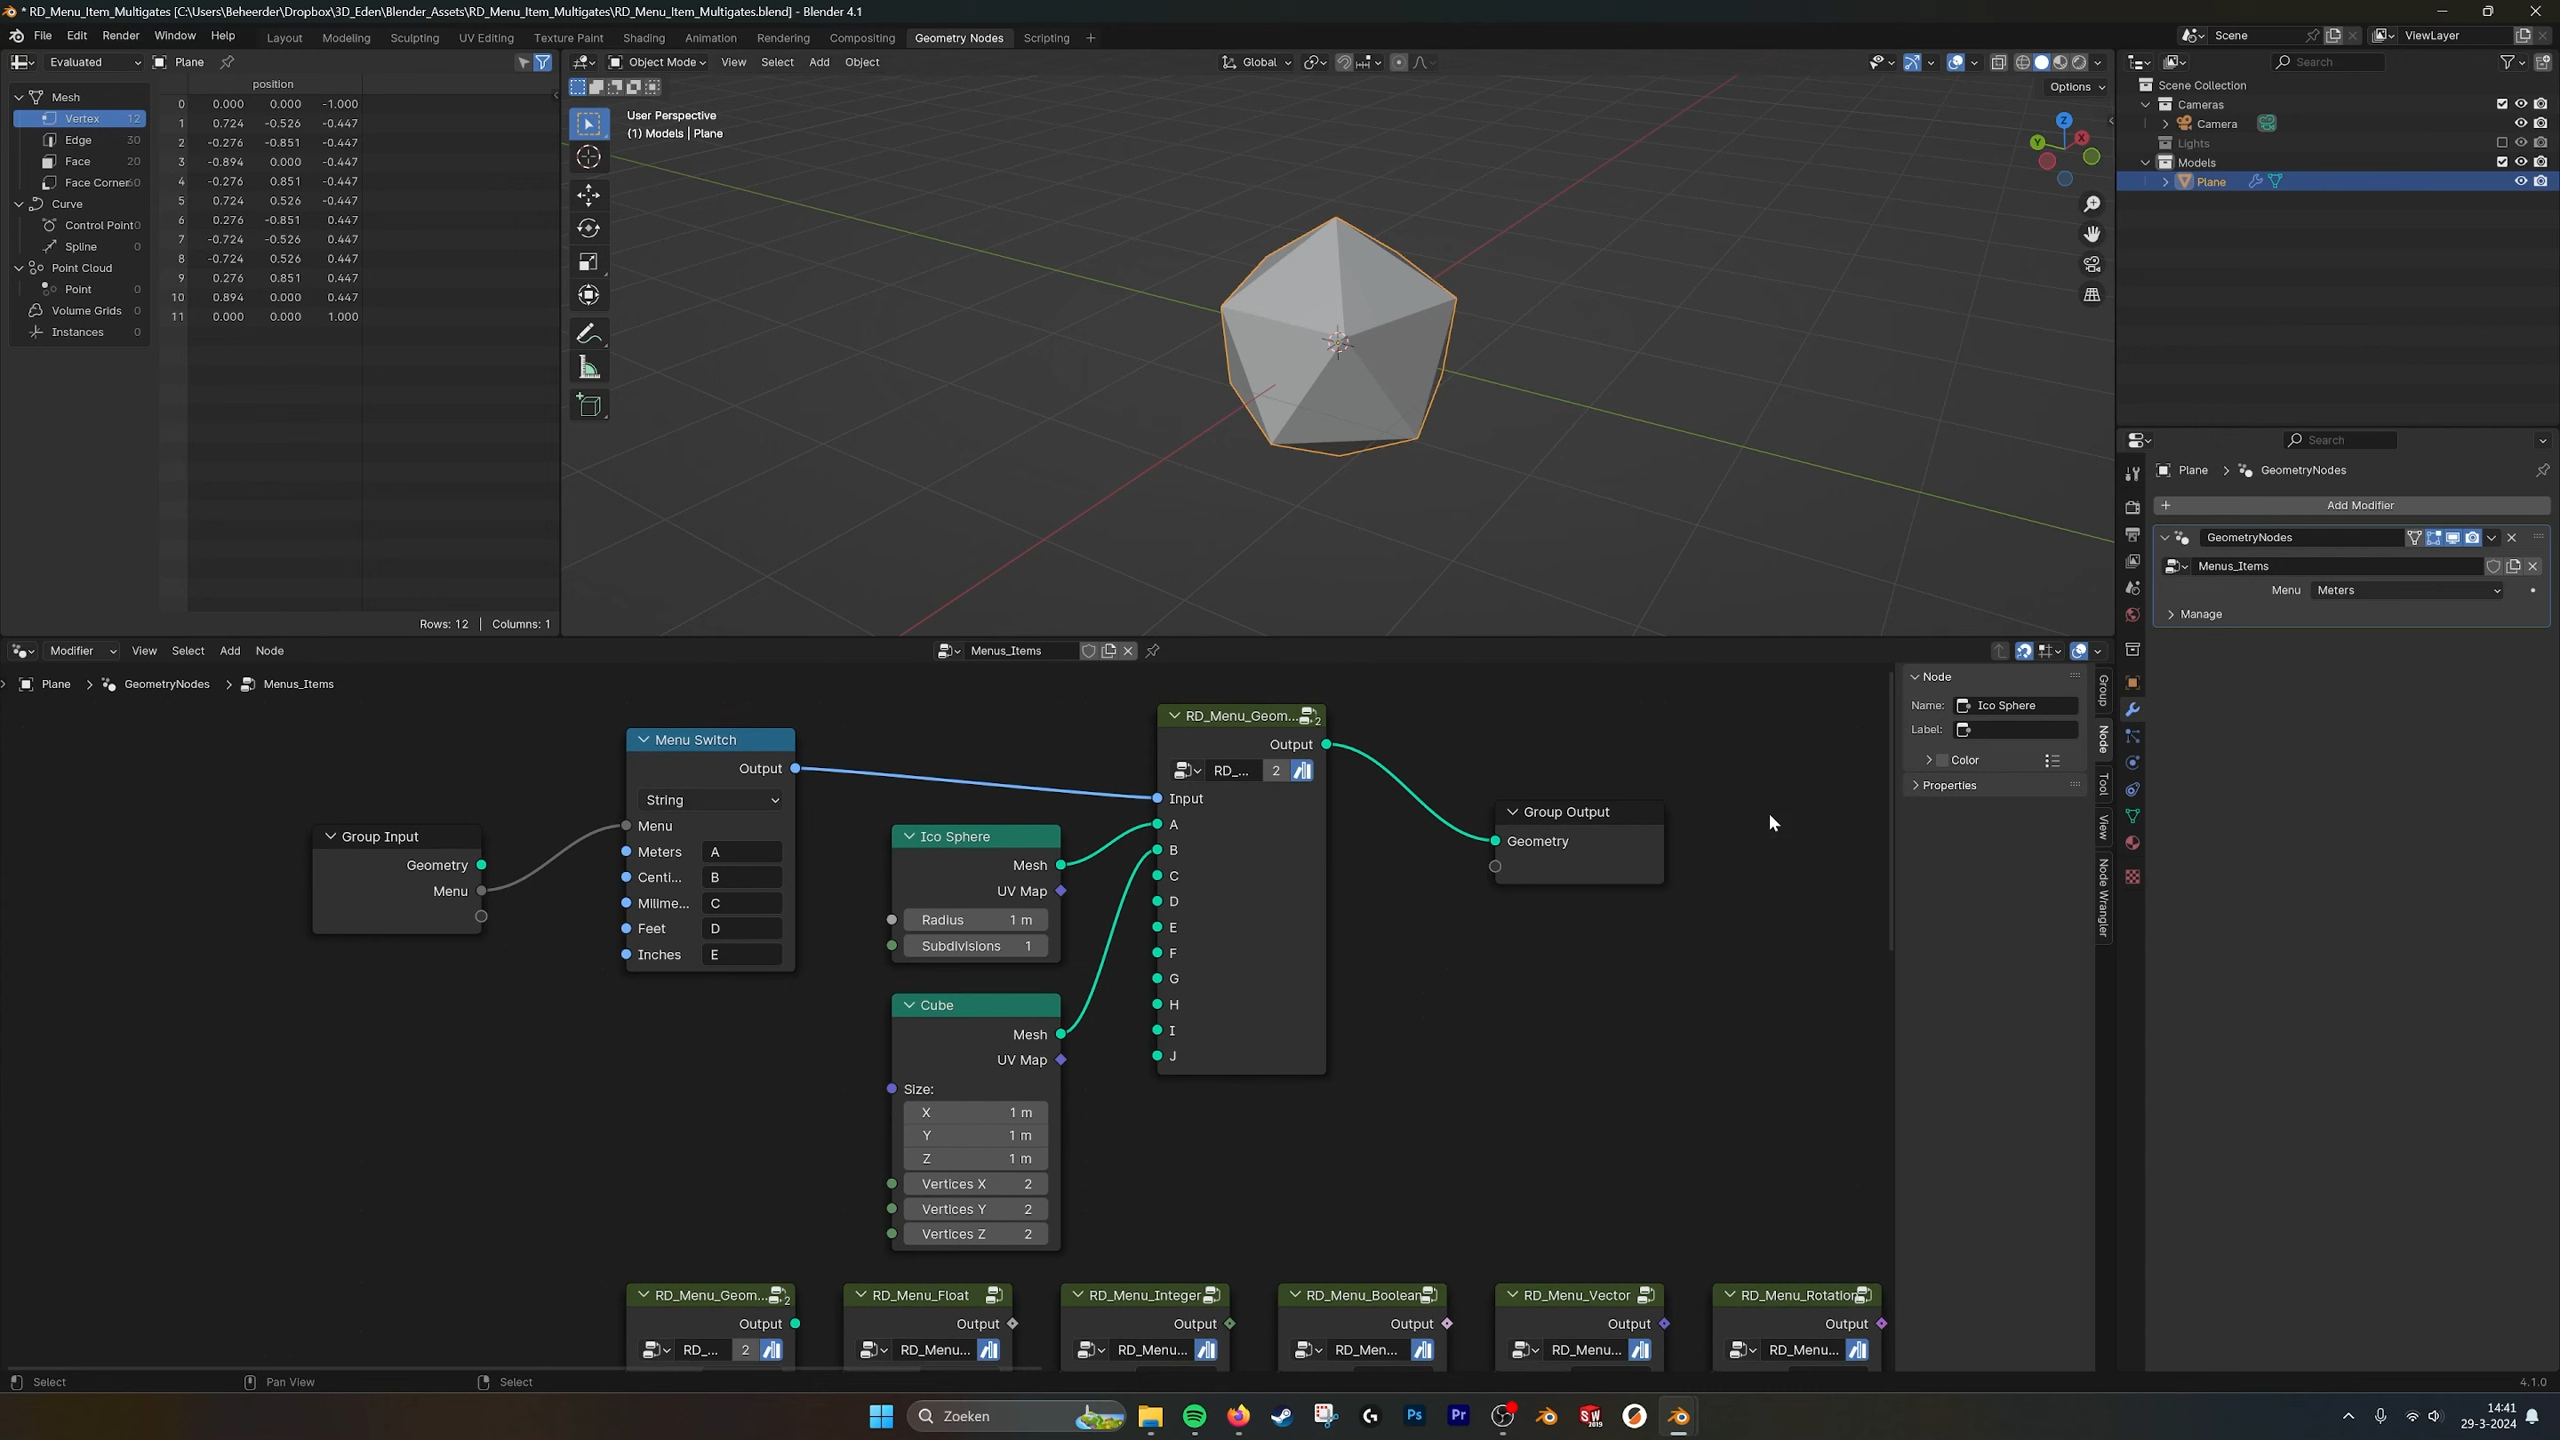 * RD_Menu_Item_Multigates [C:\Users\Beheerder\Dropbox\3D_Eden\Blender_Assets\RD_Menu_Item_Multigates\RD_Menu_Item_Multigates.blend] - Blender 4.1
File Edit Render Window Help Layout Modeling Sculpting UV Editing Texture Paint Shading Animation Rendering Compositing Geometry Nodes Scripting + Scene ViewLayer
Evaluated Plane
position
Mesh
Vertex 12
Edge 30
Face 20
Face Corner 60
Curve
Control Point 0
Spline 0
Point Cloud
Point 0
Volume Grids 0
Instances 0
0 0.000 0.000 -1.000
1 0.724 -0.526 -0.447
2 -0.276 -0.851 -0.447
3 -0.894 0.000 -0.447
4 -0.276 0.851 -0.447
5 0.724 0.526 -0.447
6 0.276 -0.851 0.447
7 -0.724 -0.526 0.447
8 -0.724 0.526 0.447
9 0.276 0.851 0.447
10 0.894 0.000 0.447
11 0.000 0.000 1.000
Rows: 12 | Columns: 1
Object Mode View Select Add Object Global
Options
User Perspective
(1) Models | Plane
Z
Y
X
Search
Scene Collection
Cameras
Camera
Lights
Models
Plane
Search
Plane > GeometryNodes
+ Add Modifier
GeometryNodes
Menus_Items
Menu Meters
Manage
Modifier View Select Add Node Menus_Items
Plane > GeometryNodes > Menus_Items
Group Input
Geometry
Menu
Menu Switch
Output
String
Menu
Meters A
Centi... B
Millme... C
Feet D
Inches E
Ico Sphere
Mesh
UV Map
Radius 1 m
Subdivisions 1
Cube
Mesh
UV Map
Size:
X 1 m
Y 1 m
Z 1 m
Vertices X 2
Vertices Y 2
Vertices Z 2
RD_Menu_Geom... 2
Output
RD_... 2
Input
A
B
C
D
E
F
G
H
I
J
Group Output
Geometry
Node
Name: Ico Sphere
Label:
Color
Properties
Group
Node
Tool
View
Node Wrangler
RD_Menu_Geom... 2
Output
RD_... 2
RD_Menu_Float
Output
RD_Menu...
RD_Menu_Integer
Output
RD_Menu...
RD_Menu_Boolean
Output
RD_Men...
RD_Menu_Vector
Output
RD_Menu...
RD_Menu_Rotation
Output
RD_Menu...
Select Pan View Select 4.1.0
Zoeken
Ps
Pr
SW
2019
14:41
29-3-2024